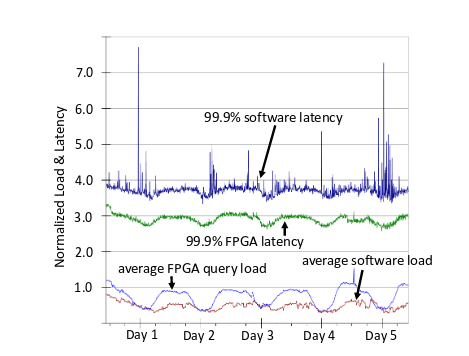 Normalized Load & Latency
7.0
6.0
5.0
4.0
3.0
2.0
1.0
99.9% software latency
99.9% FPGA latency
average software load
average FPGA query load
Day 1 Day 2 Day 3 Day 4 Day 5